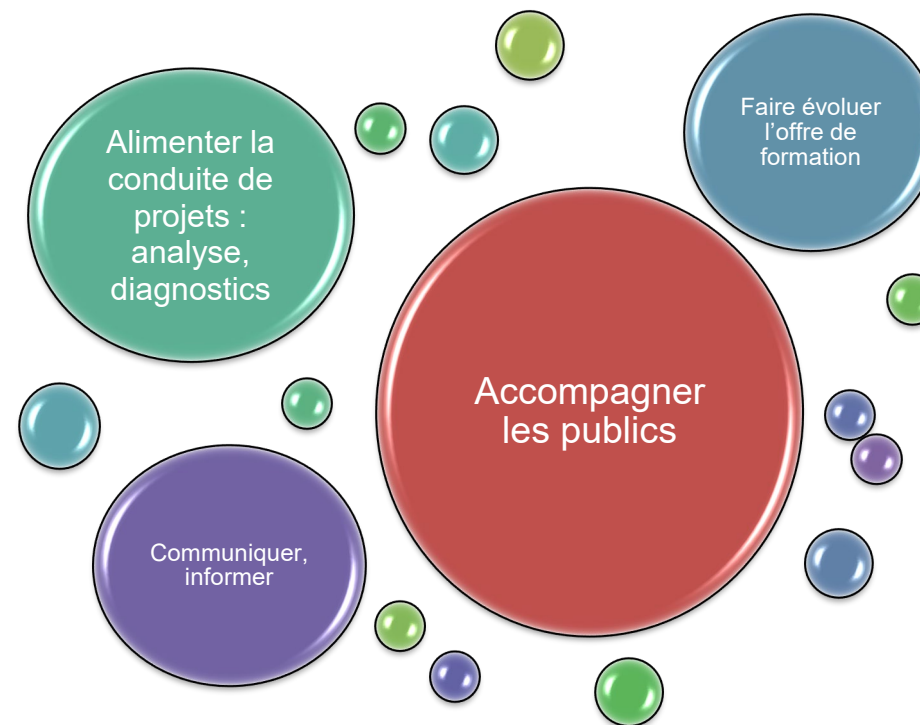 Alimenter la
conduite de
projets :
analyse,
diagnostics
Faire évoluer
l’offre de
formation
Accompagner
les publics
Communiquer,
informer